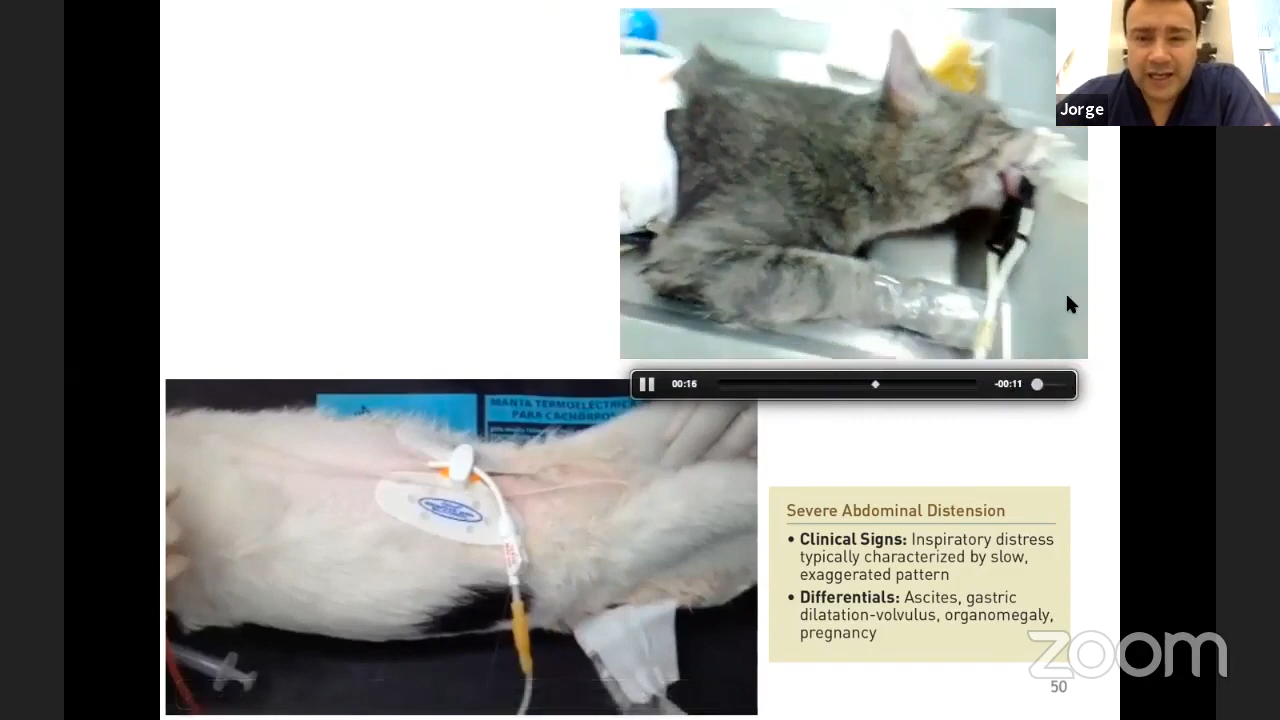 Jorge
00:16
-00:11
MANTA TERMOELÉCTRICA
PARA CACHORROS
Severe Abdominal Distension
• Clinical Signs: Inspiratory distress
typically characterized by slow,
exaggerated pattern
• Differentials: Ascites, gastric
dilatation-volvulus, organomegaly,
pregnancy
zoom
50